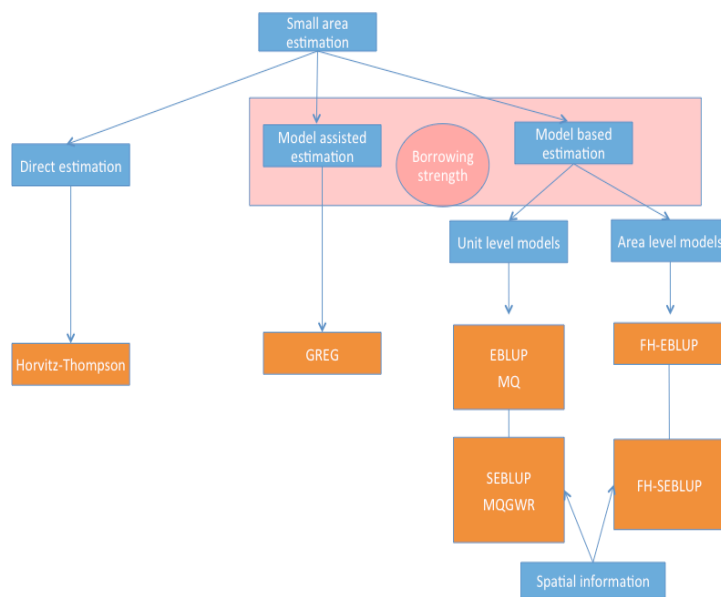 Small area
estimation
Model assisted
estimation
Borrowing
strength
Model based
estimation
Direct estimation
Unit level models
Area level models
Horvitz-Thompson
GREG
EBLUP
MQ
FH-EBLUP
SEBLUP
MQGWR
FH-SEBLUP
Spatial information